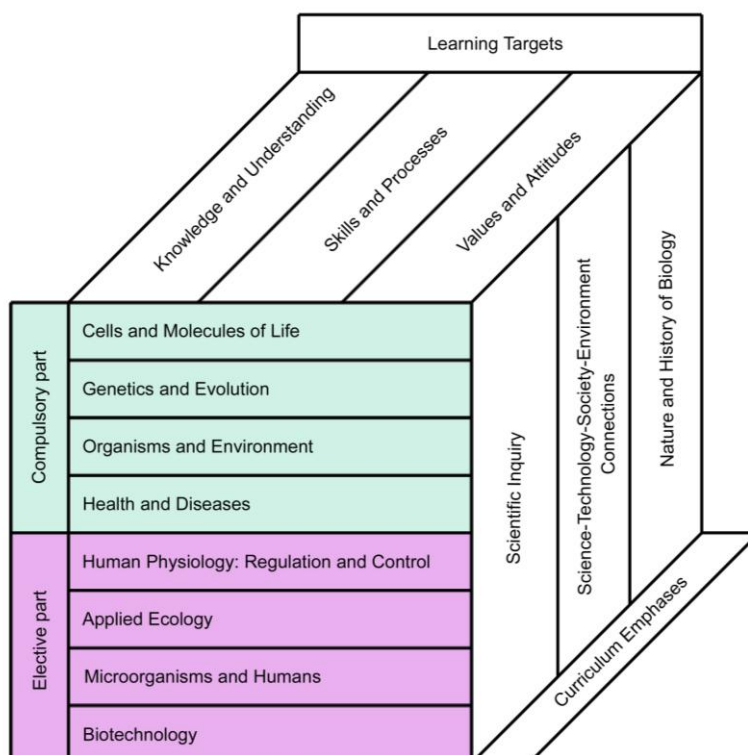 Learning Targets
Knowledge and Understanding
Skills and Processes
Values and Attitudes
Compulsory part
Cells and Molecules of Life
Genetics and Evolution
Organisms and Environment
Health and Diseases
Elective part
Human Physiology: Regulation and Control
Applied Ecology
Microorganisms and Humans
Biotechnology
Scientific Inquiry
Science-Technology-Society-Environment
Connections
Nature and History of Biology
Curriculum Emphases